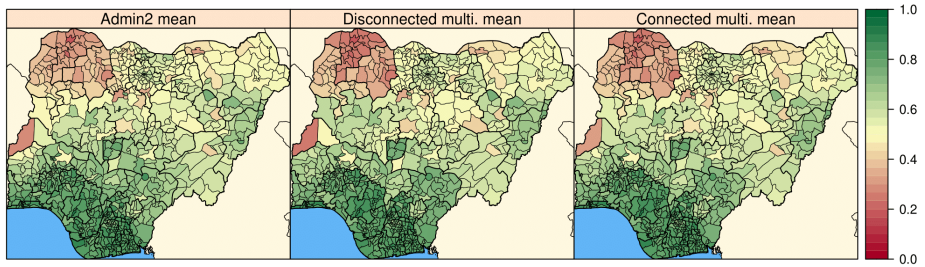 Admin2 mean
Disconnected multi. mean
Connected multi. mean
1.0
0.8
0.6
0.4
0.2
0.0